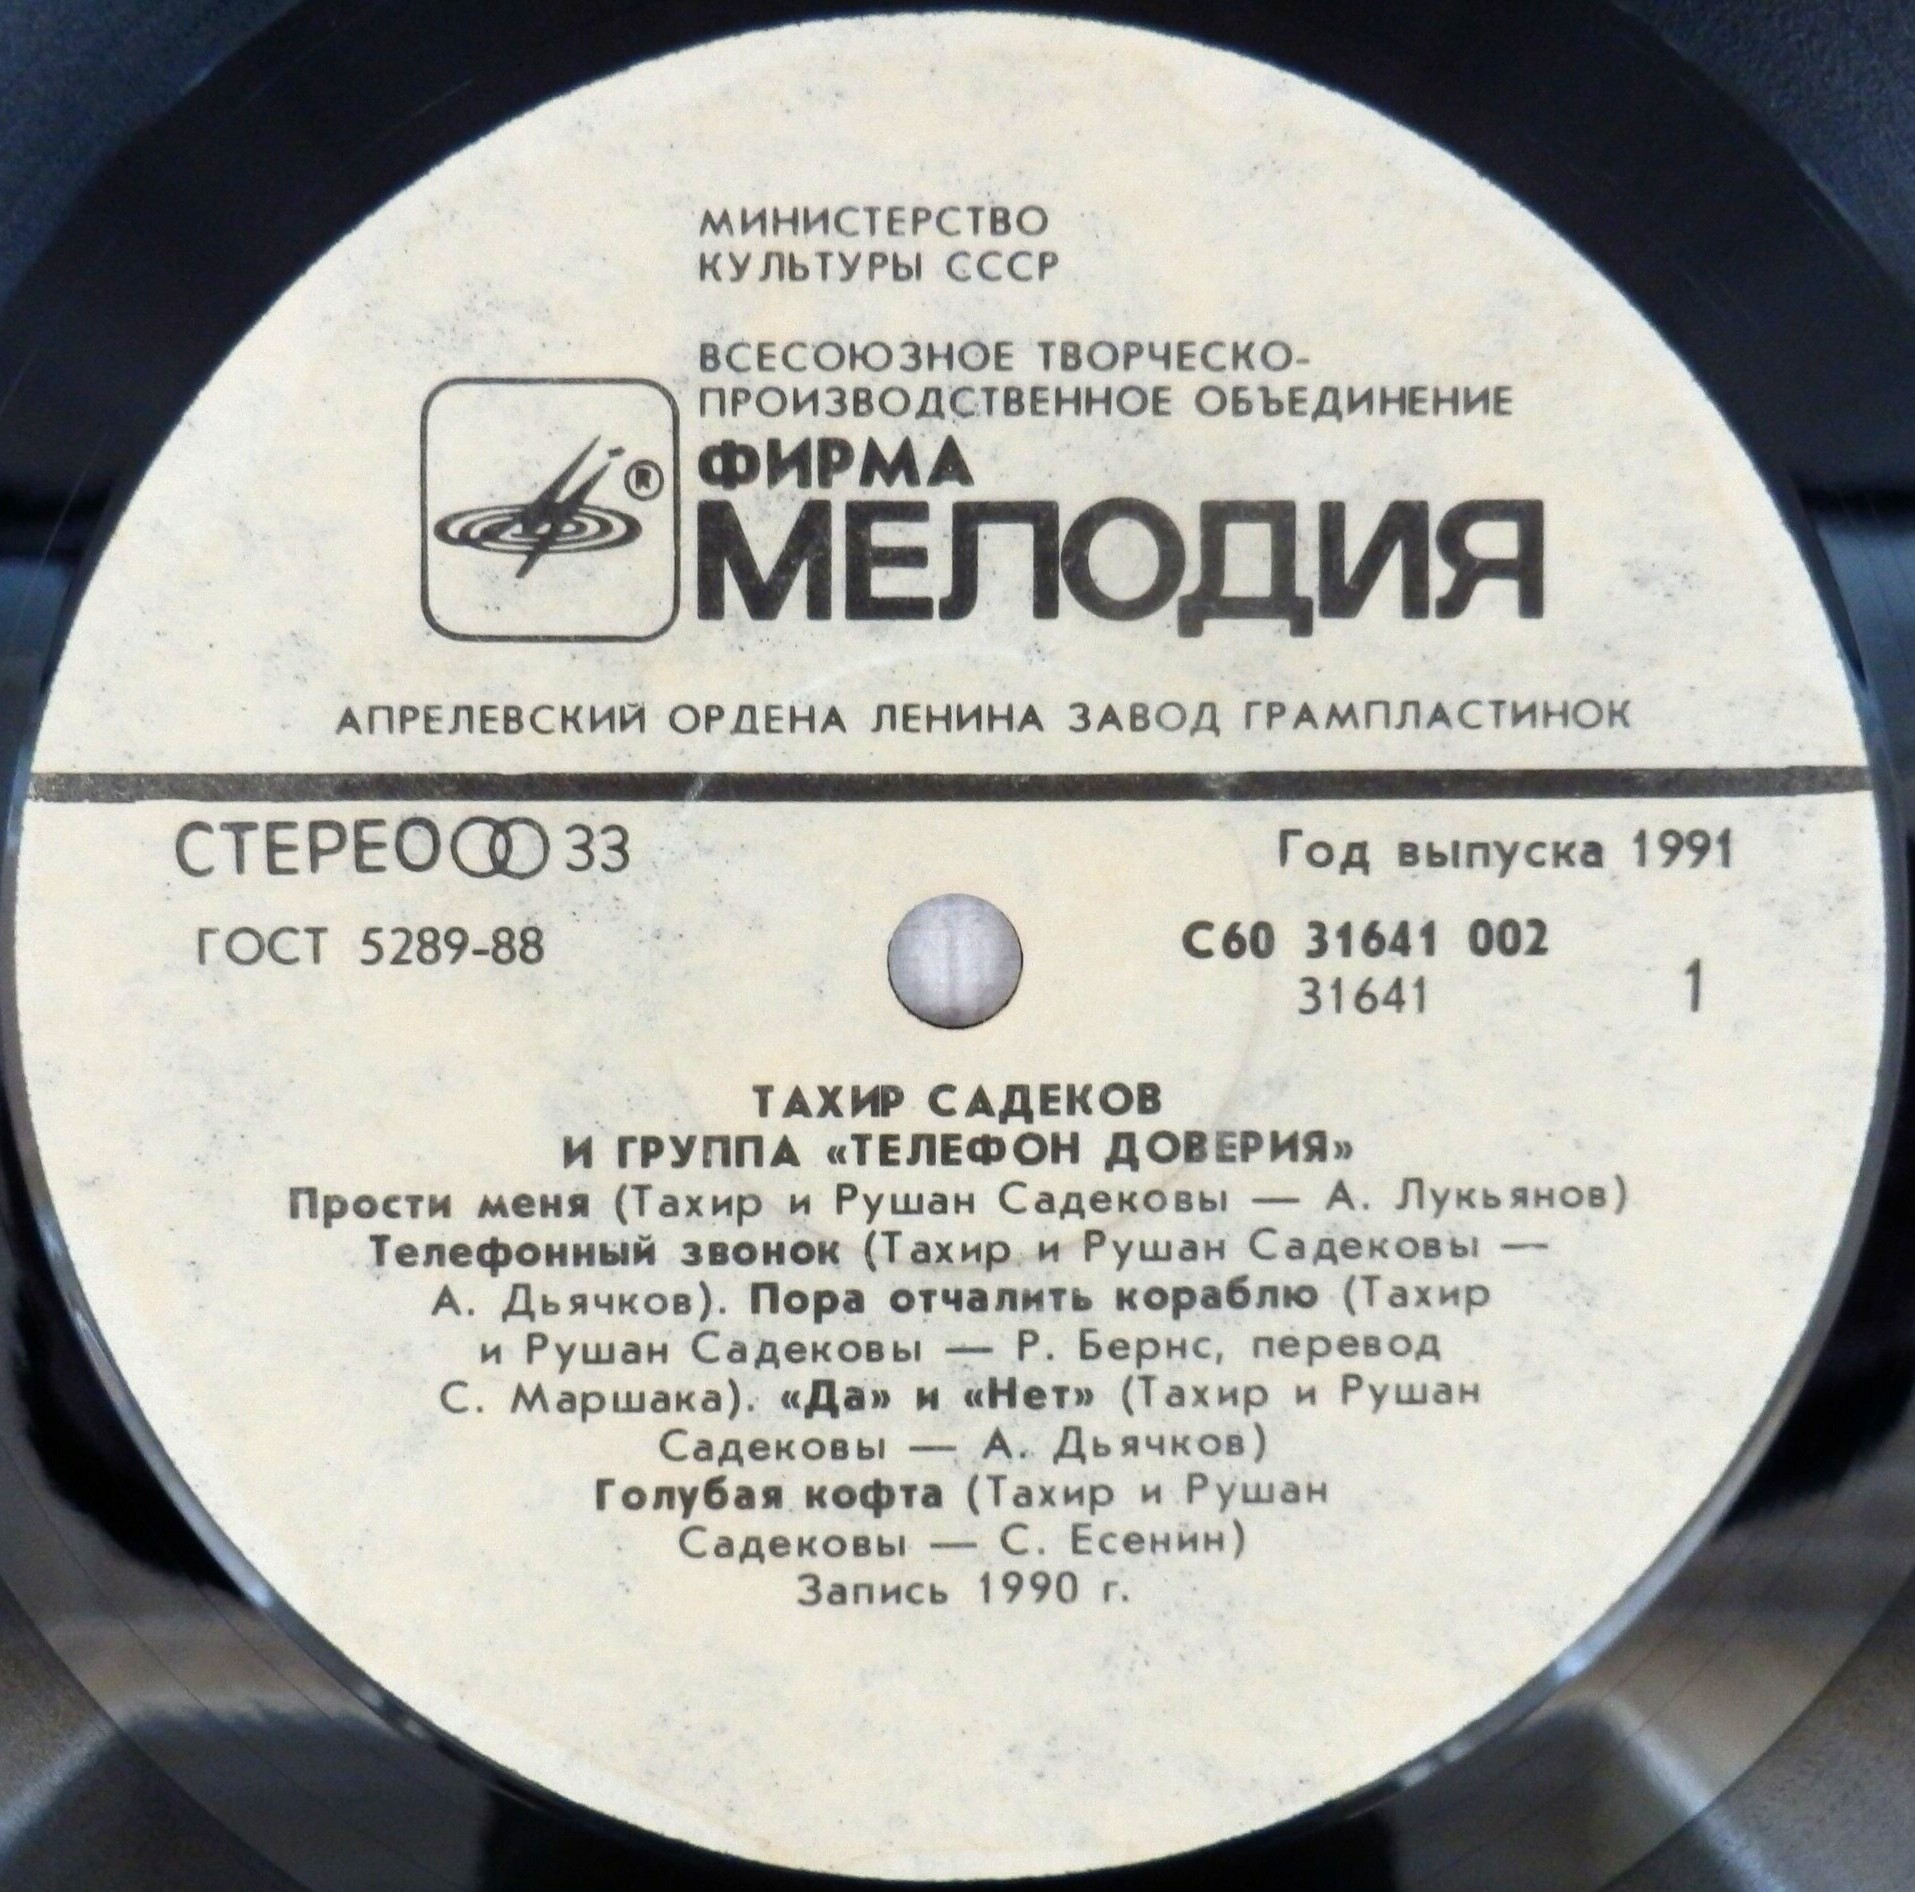 МИНИСТЕРСТВО
КУЛЬТУРЫ СССР
ВСЕСОЮЗНОЕ ТВОРЧЕСКО-
ПРОИЗВОДСТВЕННОЕ ОБЪЕДИНЕНИЕ
®
ФИРМА
МЕЛОДИЯ
АПРЕЛЕВСКИЙ ОРДЕНА ЛЕНИНА ЗАВОД ГРАМПЛАСТИНОК
СТЕРЕО 33
Год выпуска 1991
ГОСТ 5289-88
С60 31641 002
31641
1
ТАХИР САДЕКОВ
И ГРУППА «ТЕЛЕФОН ДОВЕРИЯ»
Прости меня (Тахир и Рушан Садековы — А. Лукьянов)
Телефонный звонок (Тахир и Рушан Садековы —
А. Дьячков). Пора отчалить кораблю (Тахир
и Рушан Садековы — Р. Бернс, перевод
С. Маршака). «Да» и «Нет» (Тахир и Рушан
Садековы — А. Дьячков)
Голубая кофта (Тахир и Рушан
Садековы — С. Есенин)
Запись 1990 г.